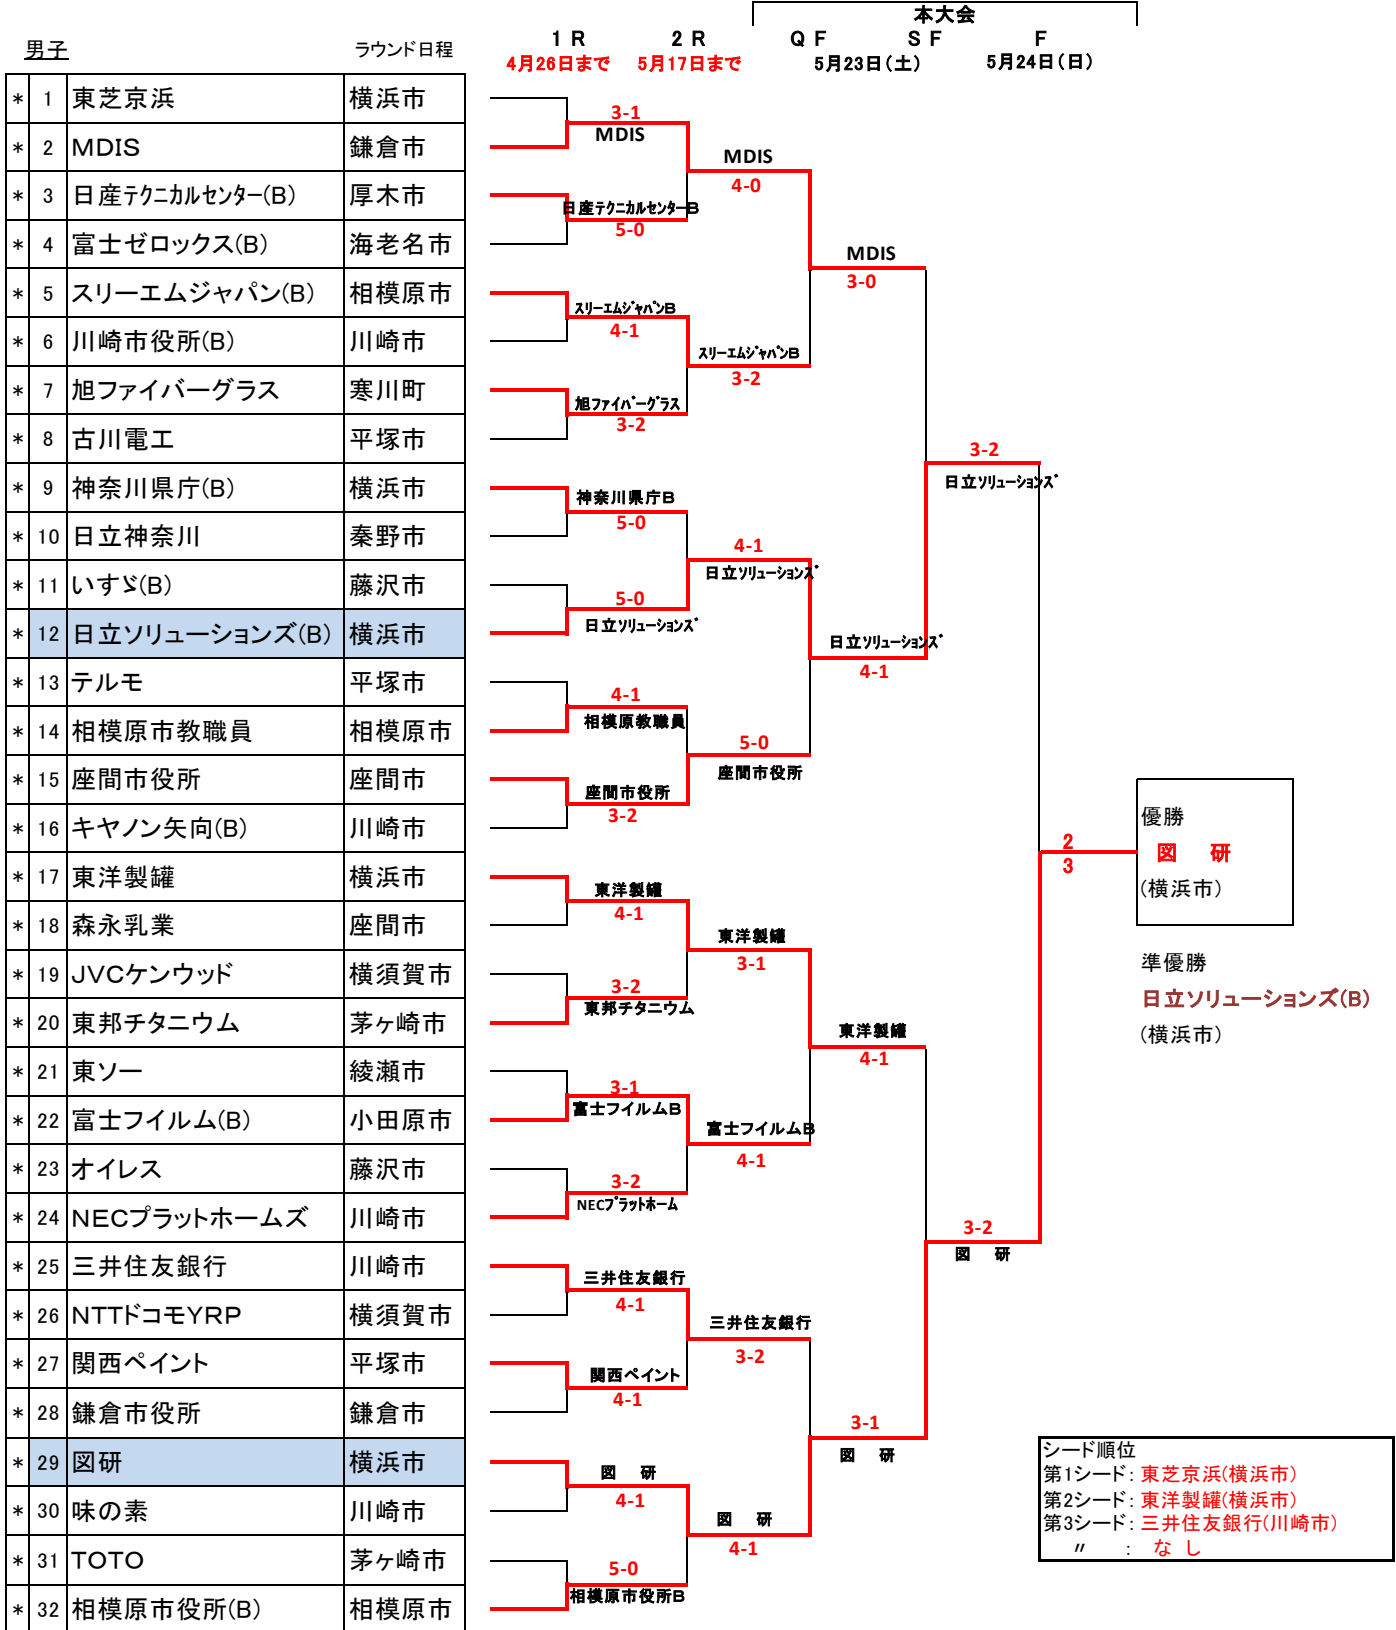 本大会
1 R 2 R Q F S F F
男子 ラウンド日程
4月26日まで 5月17日まで 5月23日(土) 5月24日(日)
* 1 東芝京浜 横浜市
* 2 MDIS 鎌倉市
* 3 日産テクニカルセンター(B) 厚木市
* 4 富士ゼロックス(B) 海老名市
* 5 スリーエムジャパン(B) 相模原市
* 6 川崎市役所(B) 川崎市
* 7 旭ファイバーグラス 寒川町
* 8 古川電工 平塚市
* 9 神奈川県庁(B) 横浜市
* 10 日立神奈川 秦野市
* 11 いすゞ(B) 藤沢市
* 12 日立ソリューションズ(B) 横浜市
* 13 テルモ 平塚市
* 14 相模原市教職員 相模原市
* 15 座間市役所 座間市
* 16 キヤノン矢向(B) 川崎市
* 17 東洋製罐 横浜市
* 18 森永乳業 座間市
* 19 JVCケンウッド 横須賀市
* 20 東邦チタニウム 茅ヶ崎市
* 21 東ソー 綾瀬市
* 22 富士フイルム(B) 小田原市
* 23 オイレス 藤沢市
* 24 NECプラットホームズ 川崎市
* 25 三井住友銀行 川崎市
* 26 NTTドコモYRP 横須賀市
* 27 関西ペイント 平塚市
* 28 鎌倉市役所 鎌倉市
* 29 図研 横浜市
* 30 味の素 川崎市
* 31 TOTO 茅ヶ崎市
* 32 相模原市役所(B) 相模原市
3-1
MDIS
日産テクニカルセンターB
5-0
スリーエムジャパンB
4-1
旭ファイバーグラス
3-2
神奈川県庁B
5-0
5-0
日立ソリューションズ
4-1
相模原教職員
座間市役所
3-2
東洋製罐
4-1
3-2
東邦チタニウム
3-1
富士フイルムB
3-2
NECプラットホーム
三井住友銀行
4-1
関西ペイント
4-1
図 研
4-1
5-0
相模原市役所B
MDIS
4-0
スリーエムジャパンB
3-2
4-1
日立ソリューションズ
5-0
座間市役所
東洋製罐
3-1
富士フイルムB
4-1
三井住友銀行
3-2
図 研
4-1
MDIS
3-0
日立ソリューションズ
4-1
東洋製罐
4-1
3-1
図 研
3-2
日立ソリューションズ
3-2
図 研
2
3
優勝
図 研
(横浜市)
準優勝
日立ソリューションズ(B)
(横浜市)
シード順位
第1シード: 東芝京浜(横浜市)
第2シード: 東洋製罐(横浜市)
第3シード: 三井住友銀行(川崎市)
〃 : な し